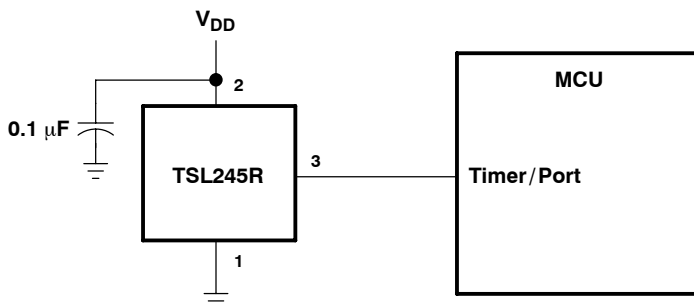 VDD
2
MCU
0.1 μF
TSL245R
3
Timer/Port
1